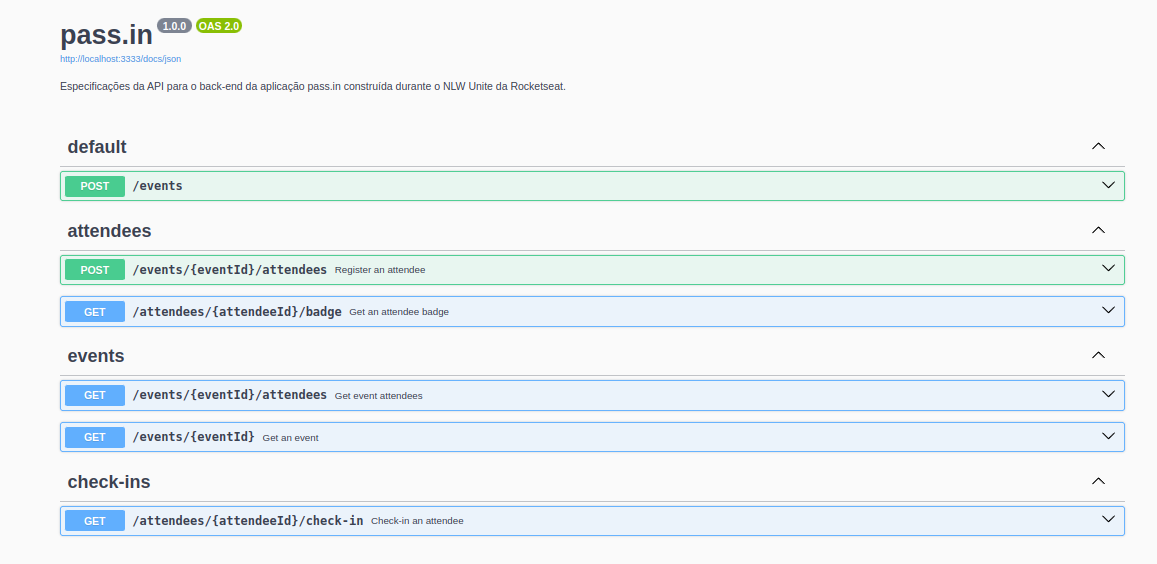 pass.in 1.0.0 OAS 2.0
http://localhost:3333/docs/json
Especificações da API para o back-end da aplicação pass.in construída durante o NLW Unite da Rocketseat.
default
POST /events
attendees
POST /events/{eventId}/attendees Register an attendee
GET /attendees/{attendeeId}/badge Get an attendee badge
events
GET /events/{eventId}/attendees Get event attendees
GET /events/{eventId} Get an event
check-ins
GET /attendees/{attendeeId}/check-in Check-in an attendee